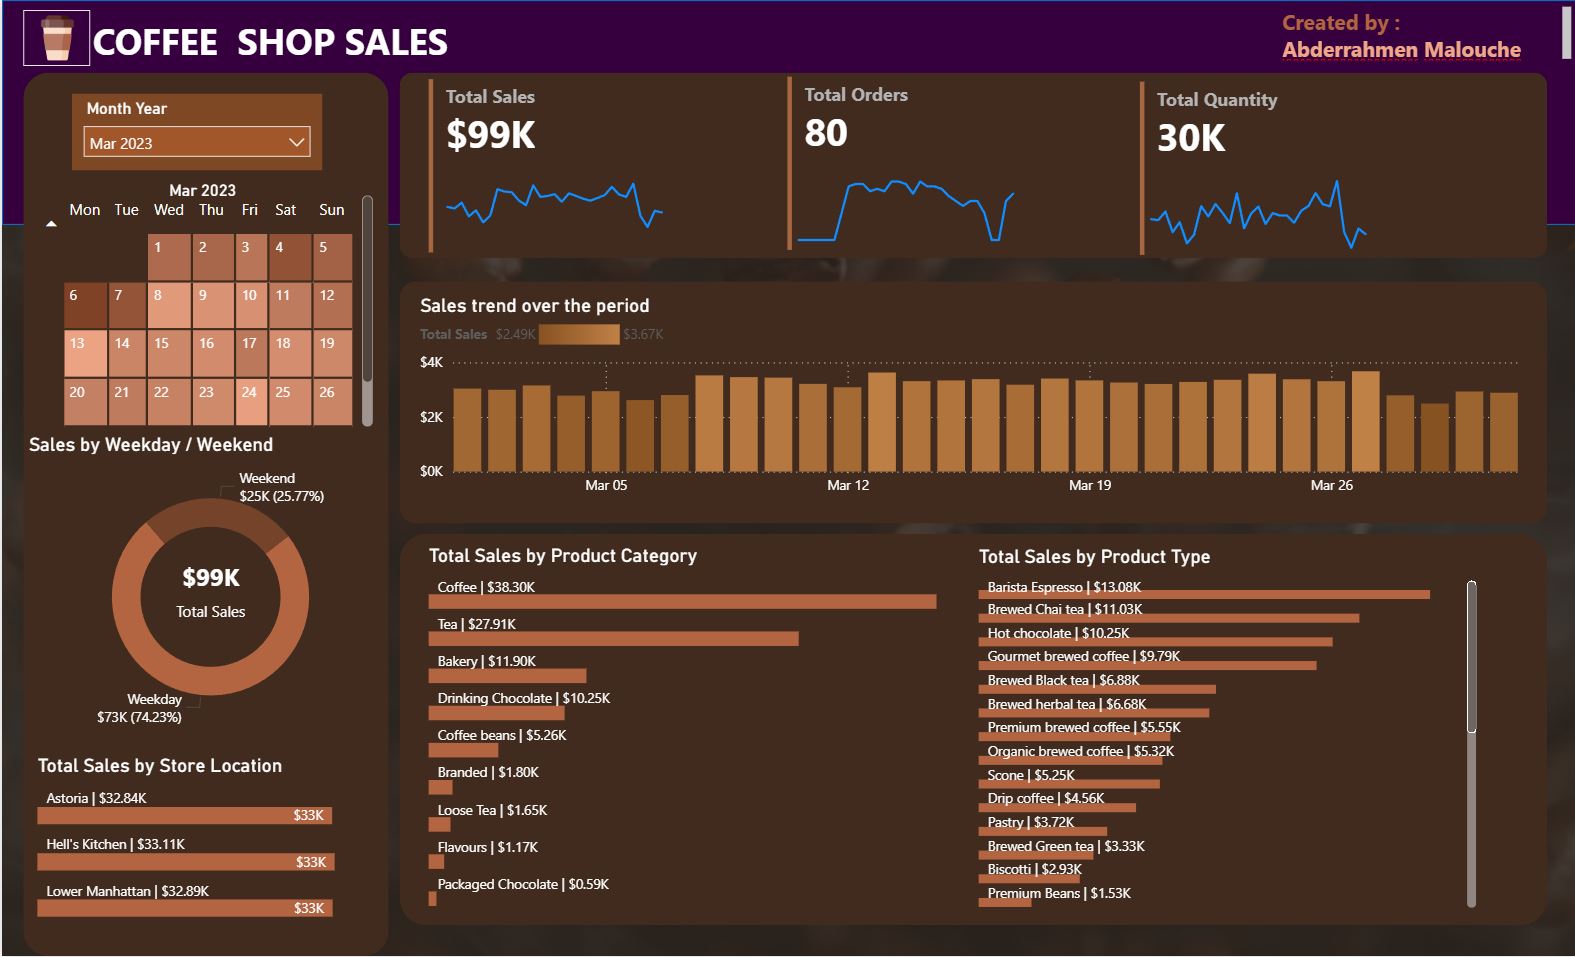 COFFEE SHOP SALES
Created by :
Abderrahmen Malouche
Month Year
Mar 2023
Mar 2023
Mon Tue Wed Thu Fri Sat Sun
1 2 3 4 5
6 7 8 9 10 11 12
13 14 15 16 17 18 19
20 21 22 23 24 25 26
Sales by Weekday / Weekend
Weekend
$25K (25.77%)
$99K
Total Sales
Weekday
$73K (74.23%)
Total Sales by Store Location
Astoria | $32.84K
$33K
Hell's Kitchen | $33.11K
$33K
Lower Manhattan | $32.89K
$33K
Total Sales
$99K
Total Orders
80
Total Quantity
30K
Sales trend over the period
Total Sales $2.49K $3.67K
$4K
$2K
$0K
Mar 05 Mar 12 Mar 19 Mar 26
Total Sales by Product Category
Coffee | $38.30K
Tea | $27.91K
Bakery | $11.90K
Drinking Chocolate | $10.25K
Coffee beans | $5.26K
Branded | $1.80K
Loose Tea | $1.65K
Flavours | $1.17K
Packaged Chocolate | $0.59K
Total Sales by Product Type
Barista Espresso | $13.08K
Brewed Chai tea | $11.03K
Hot chocolate | $10.25K
Gourmet brewed coffee | $9.79K
Brewed Black tea | $6.88K
Brewed herbal tea | $6.68K
Premium brewed coffee | $5.55K
Organic brewed coffee | $5.32K
Scone | $5.25K
Drip coffee | $4.56K
Pastry | $3.72K
Brewed Green tea | $3.33K
Biscotti | $2.93K
Premium Beans | $1.53K